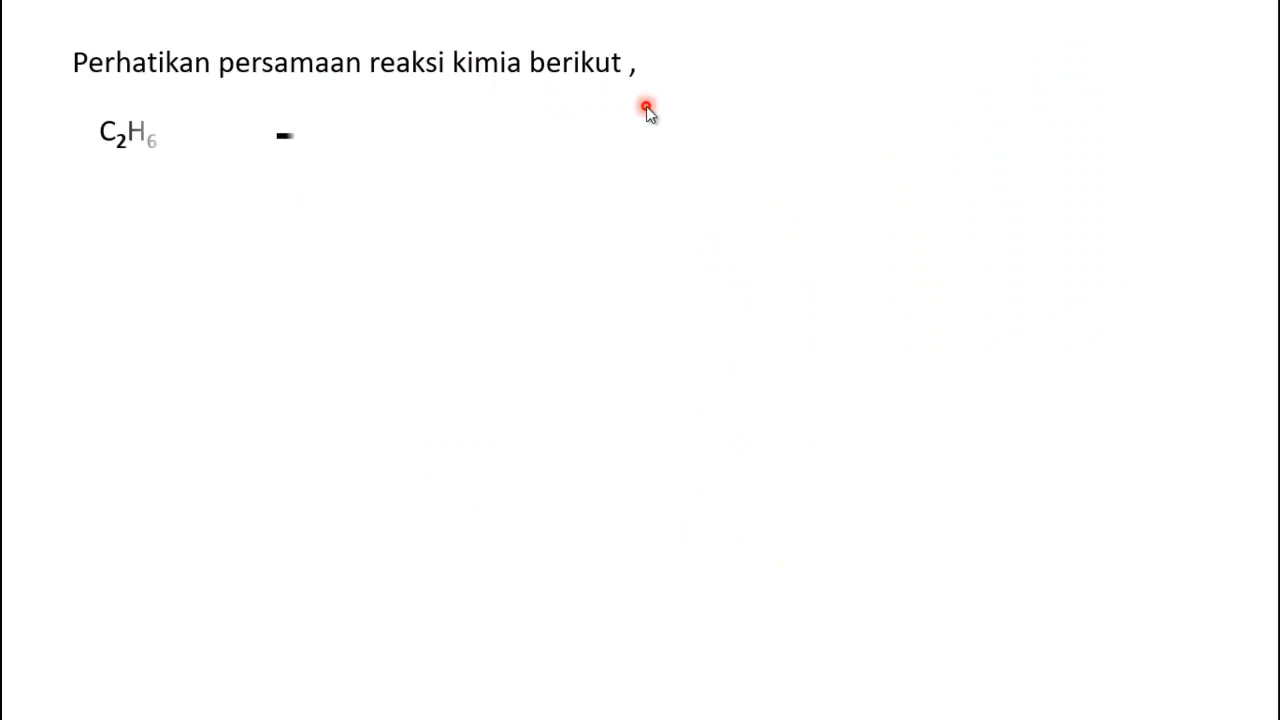 Perhatikan persamaan reaksi kimia berikut ,
C₂H₆